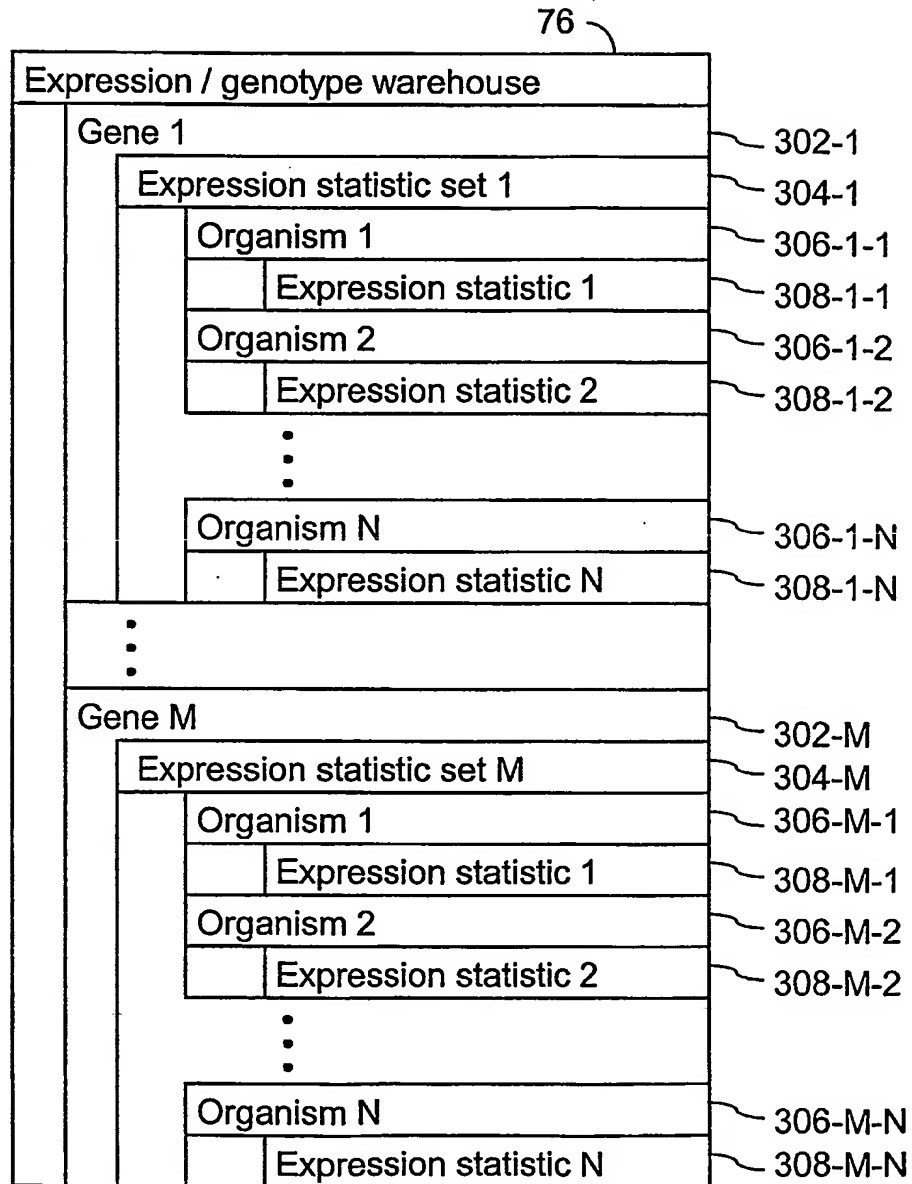 76
Expression / genotype warehouse
Gene 1 302-1
Expression statistic set 1 304-1
Organism 1 306-1-1
Expression statistic 1 308-1-1
Organism 2 306-1-2
Expression statistic 2 308-1-2
Organism N 306-1-N
Expression statistic N 308-1-N
Gene M 302-M
Expression statistic set M 304-M
Organism 1 306-M-1
Expression statistic 1 308-M-1
Organism 2 306-M-2
Expression statistic 2 308-M-2
Organism N 306-M-N
Expression statistic N 308-M-N